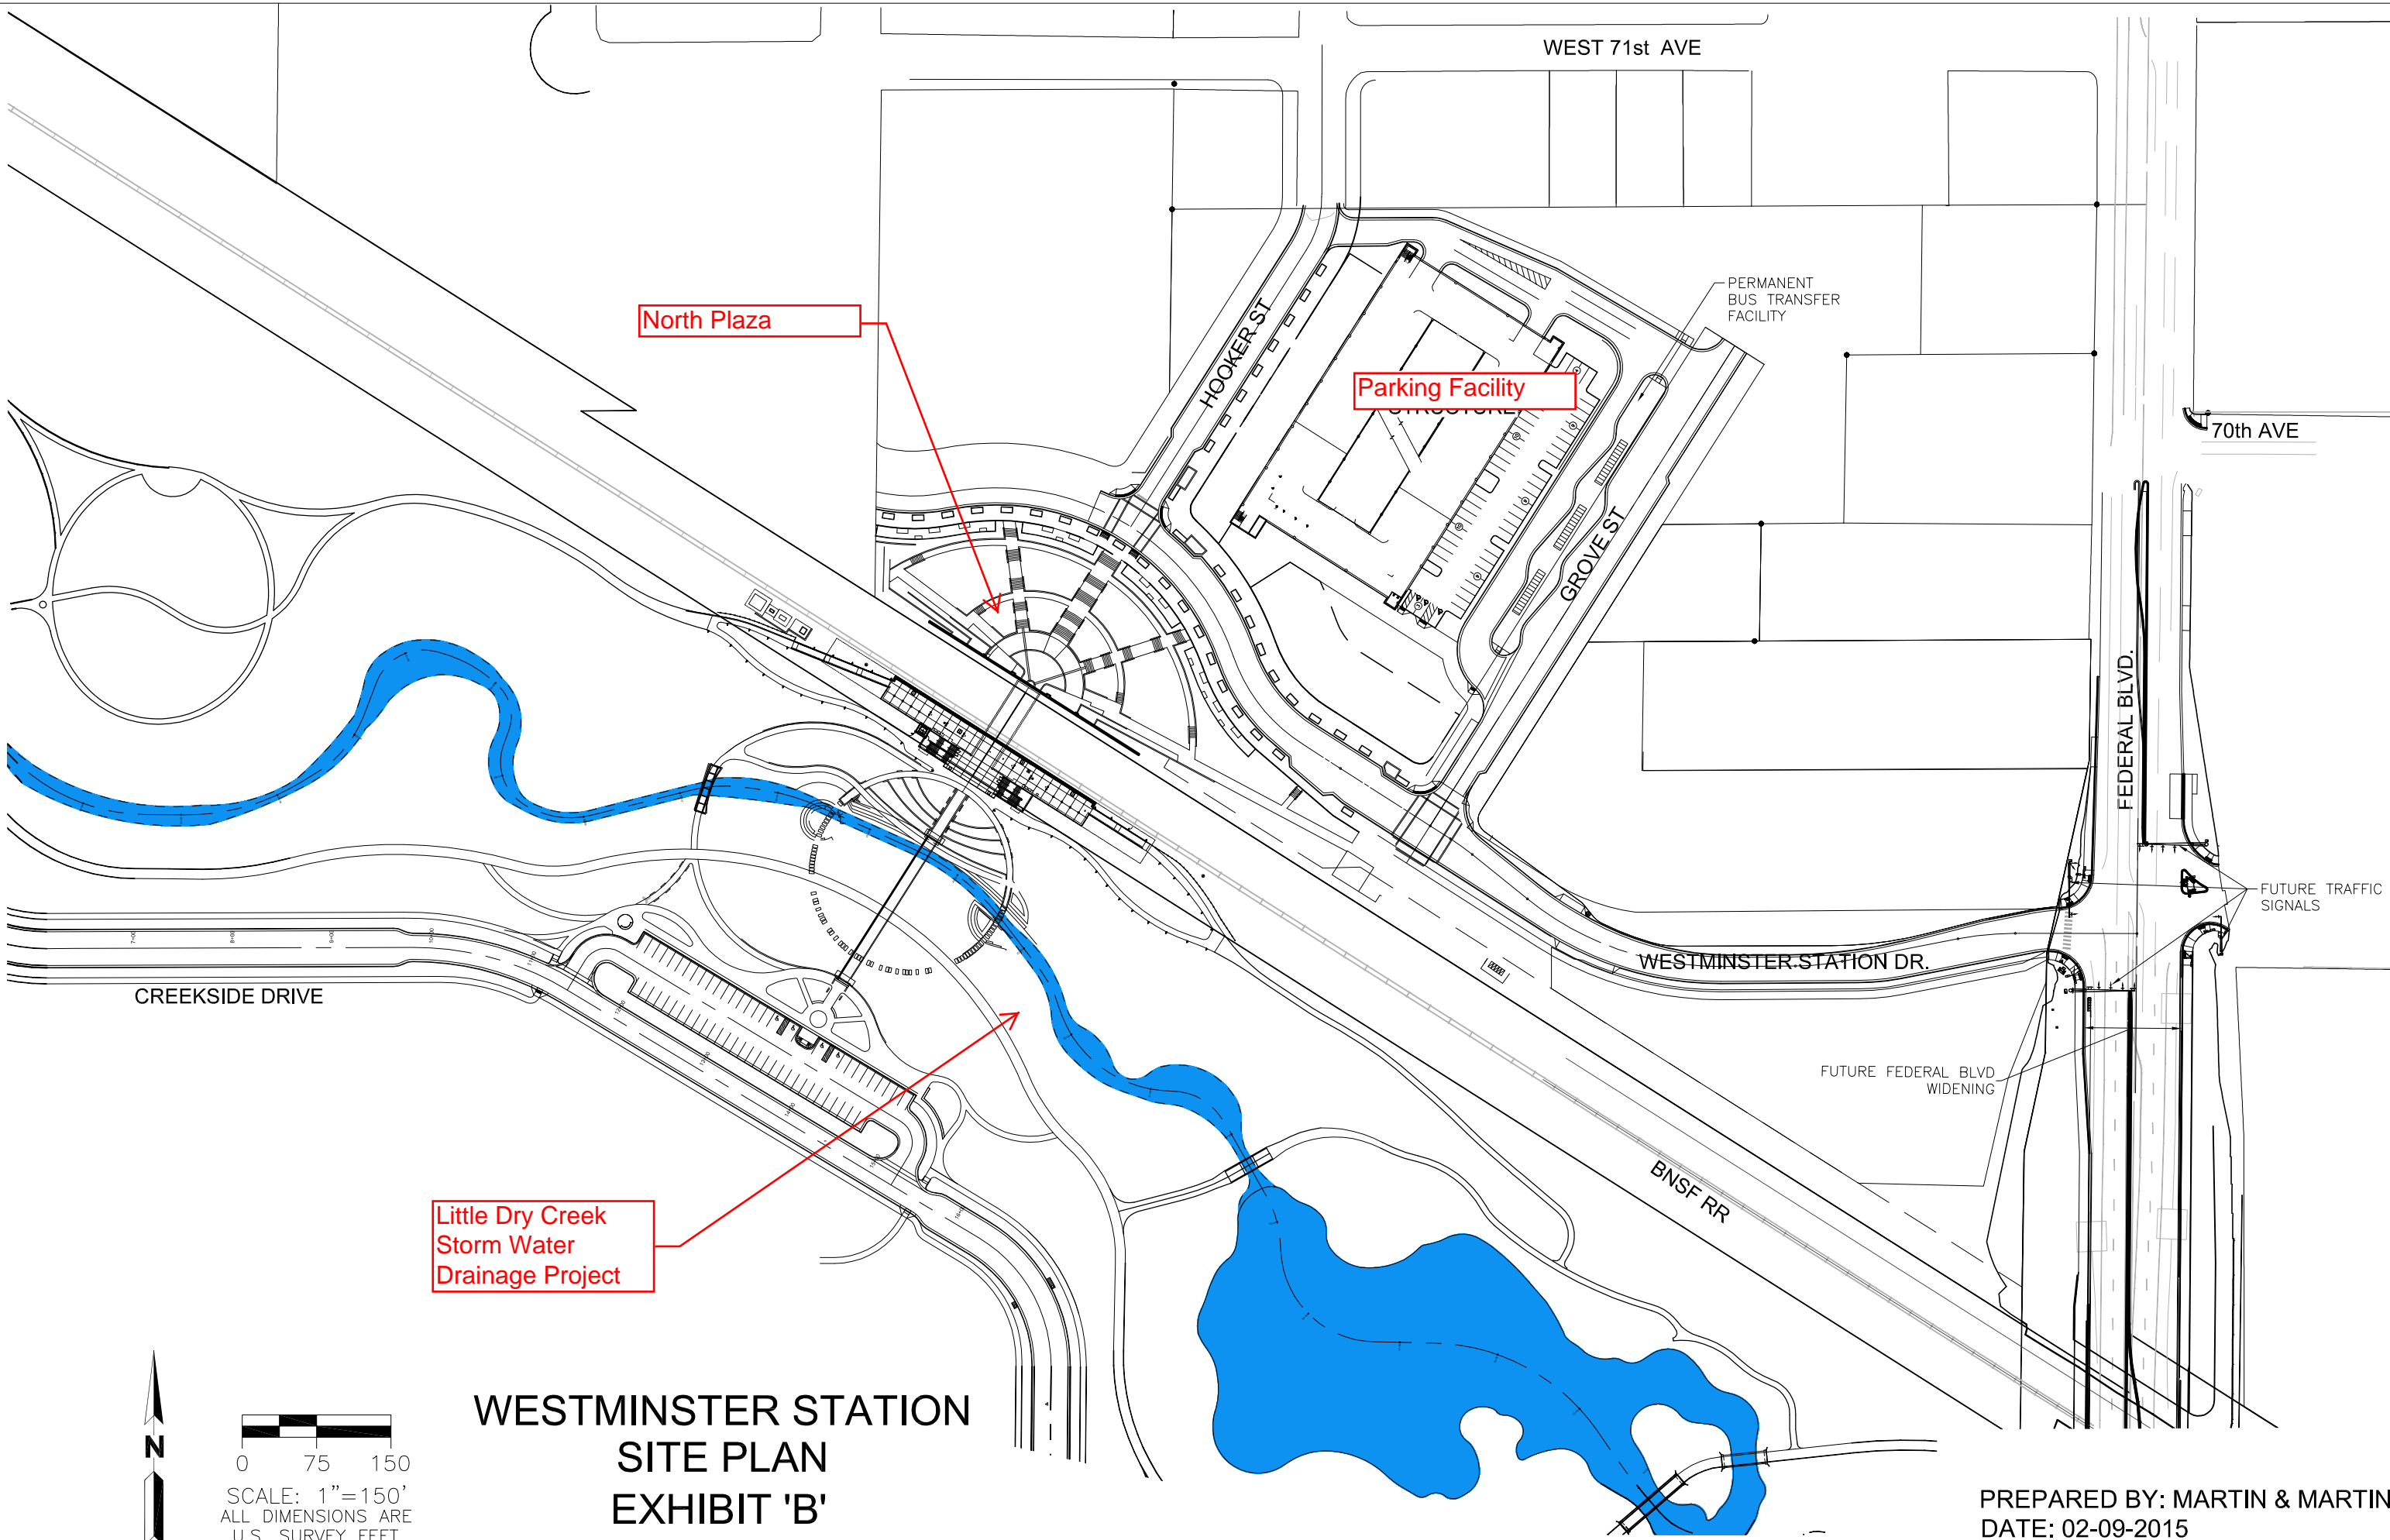 WEST 71st AVE
PERMANENT
BUS TRANSFER
FACILITY
North Plaza
HOOKER ST
Parking Facility
STRUCTURE
70th AVE
GROVE ST
FEDERAL BLVD.
FUTURE TRAFFIC
SIGNALS
WESTMINSTER STATION DR.
CREEKSIDE DRIVE
FUTURE FEDERAL BLVD
WIDENING
BNSF RR
Little Dry Creek
Storm Water
Drainage Project
N
0 75 150
SCALE: 1"=150'
ALL DIMENSIONS ARE
U.S. SURVEY FEET
WESTMINSTER STATION
SITE PLAN
EXHIBIT 'B'
PREPARED BY: MARTIN & MARTIN
DATE: 02-09-2015